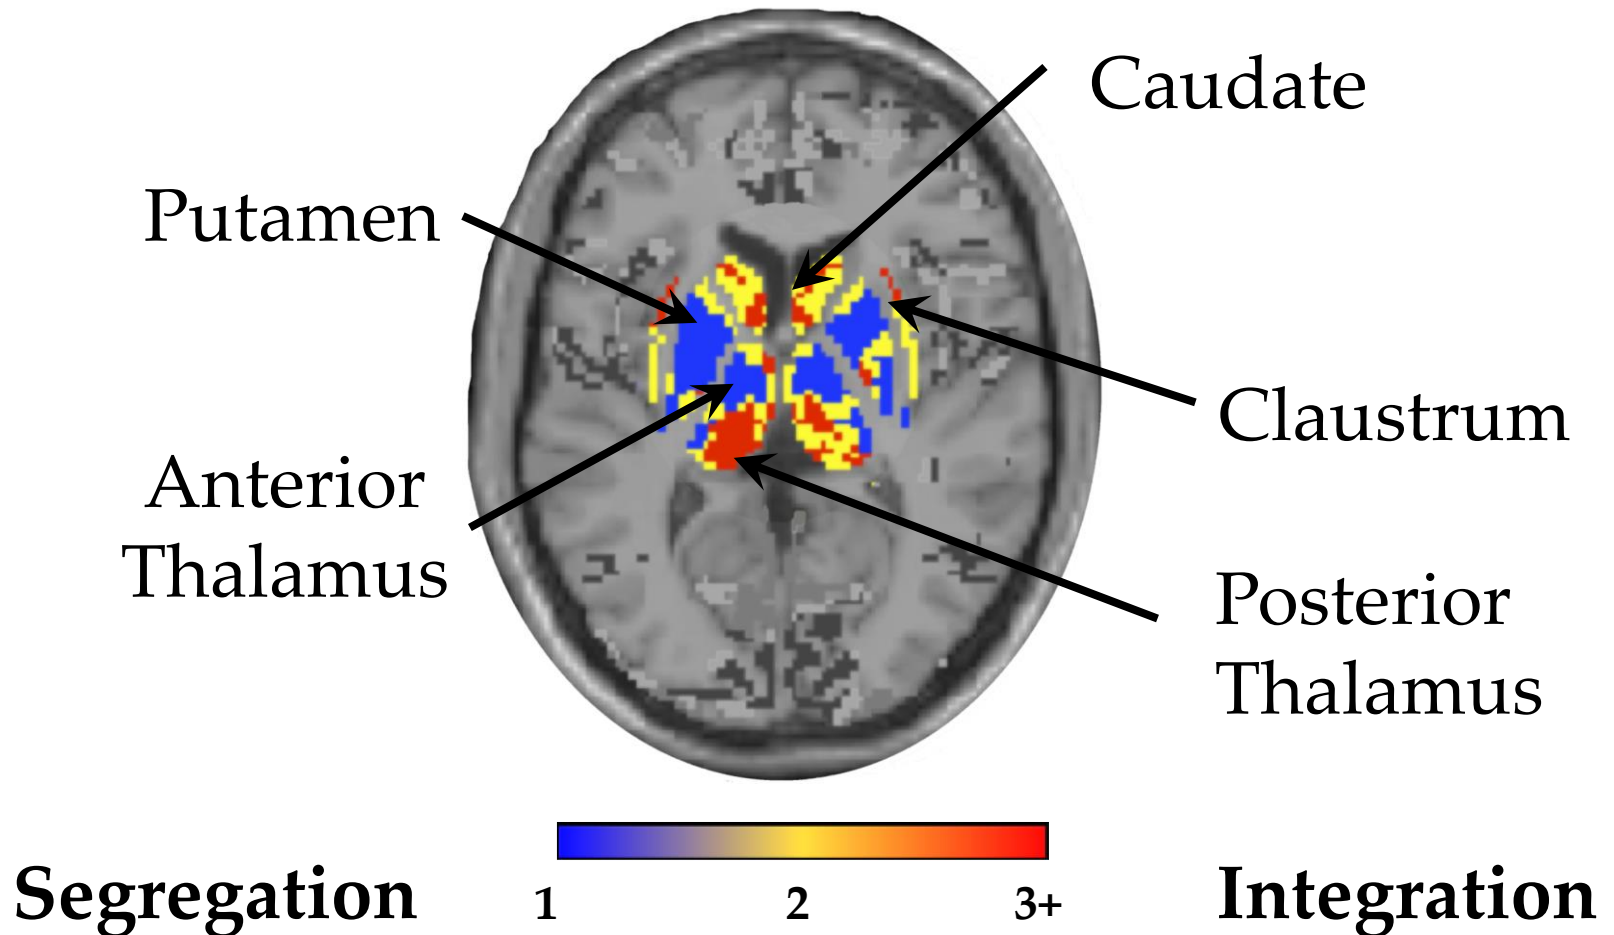 Caudate
Putamen
Claustrum
Anterior
Thalamus
Posterior
Thalamus
Segregation
1
2
3+
Integration